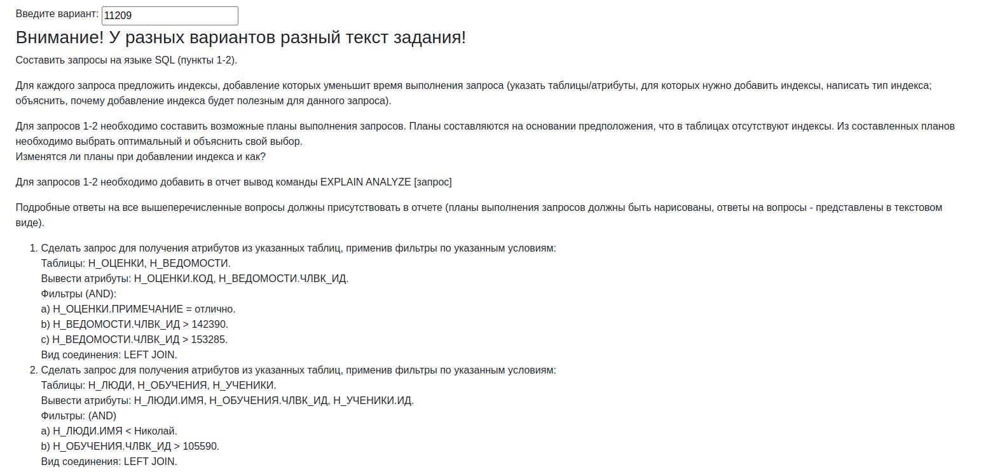 Введите вариант: 11209
Внимание! У разных вариантов разный текст задания!
Составить запросы на языке SQL (пункты 1-2).
Для каждого запроса предложить индексы, добавление которых уменьшит время выполнения запроса (указать таблицы/атрибуты, для которых нужно добавить индексы, написать тип индекса;
объяснить, почему добавление индекса будет полезным для данного запроса).
Для запросов 1-2 необходимо составить возможные планы выполнения запросов. Планы составляются на основании предположения, что в таблицах отсутствуют индексы. Из составленных планов
необходимо выбрать оптимальный и объяснить свой выбор.
Изменятся ли планы при добавлении индекса и как?
Для запросов 1-2 необходимо добавить в отчет вывод команды EXPLAIN ANALYZE [запрос]
Подробные ответы на все вышеперечисленные вопросы должны присутствовать в отчете (планы выполнения запросов должны быть нарисованы, ответы на вопросы - представлены в текстовом
виде).
1. Сделать запрос для получения атрибутов из указанных таблиц, применив фильтры по указанным условиям:
Таблицы: Н_ОЦЕНКИ, Н_ВЕДОМОСТИ.
Вывести атрибуты: Н_ОЦЕНКИ.КОД, Н_ВЕДОМОСТИ.ЧЛВК_ИД.
Фильтры (AND):
a) Н_ОЦЕНКИ.ПРИМЕЧАНИЕ = отлично.
b) Н_ВЕДОМОСТИ.ЧЛВК_ИД > 142390.
c) Н_ВЕДОМОСТИ.ЧЛВК_ИД > 153285.
Вид соединения: LEFT JOIN.
2. Сделать запрос для получения атрибутов из указанных таблиц, применив фильтры по указанным условиям:
Таблицы: Н_ЛЮДИ, Н_ОБУЧЕНИЯ, Н_УЧЕНИКИ.
Вывести атрибуты: Н_ЛЮДИ.ИМЯ, Н_ОБУЧЕНИЯ.ЧЛВК_ИД, Н_УЧЕНИКИ.ИД.
Фильтры: (AND)
a) Н_ЛЮДИ.ИМЯ < Николай.
b) Н_ОБУЧЕНИЯ.ЧЛВК_ИД > 105590.
Вид соединения: LEFT JOIN.